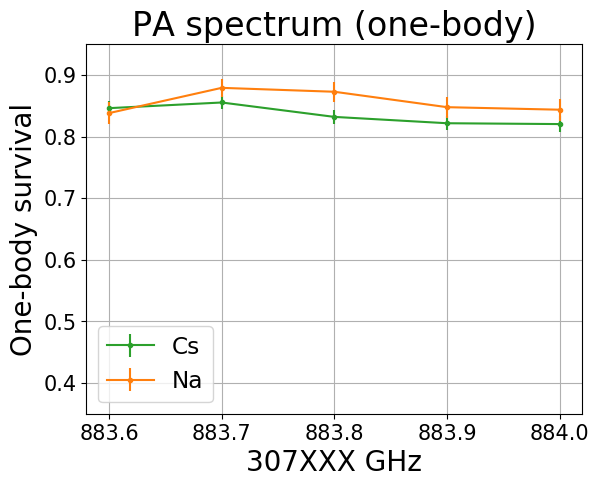 PA spectrum (one-body)
One-body survival
0.9
0.8
0.7
0.6
0.5
0.4
Cs
Na
883.6 883.7 883.8 883.9 884.0
307XXX GHz